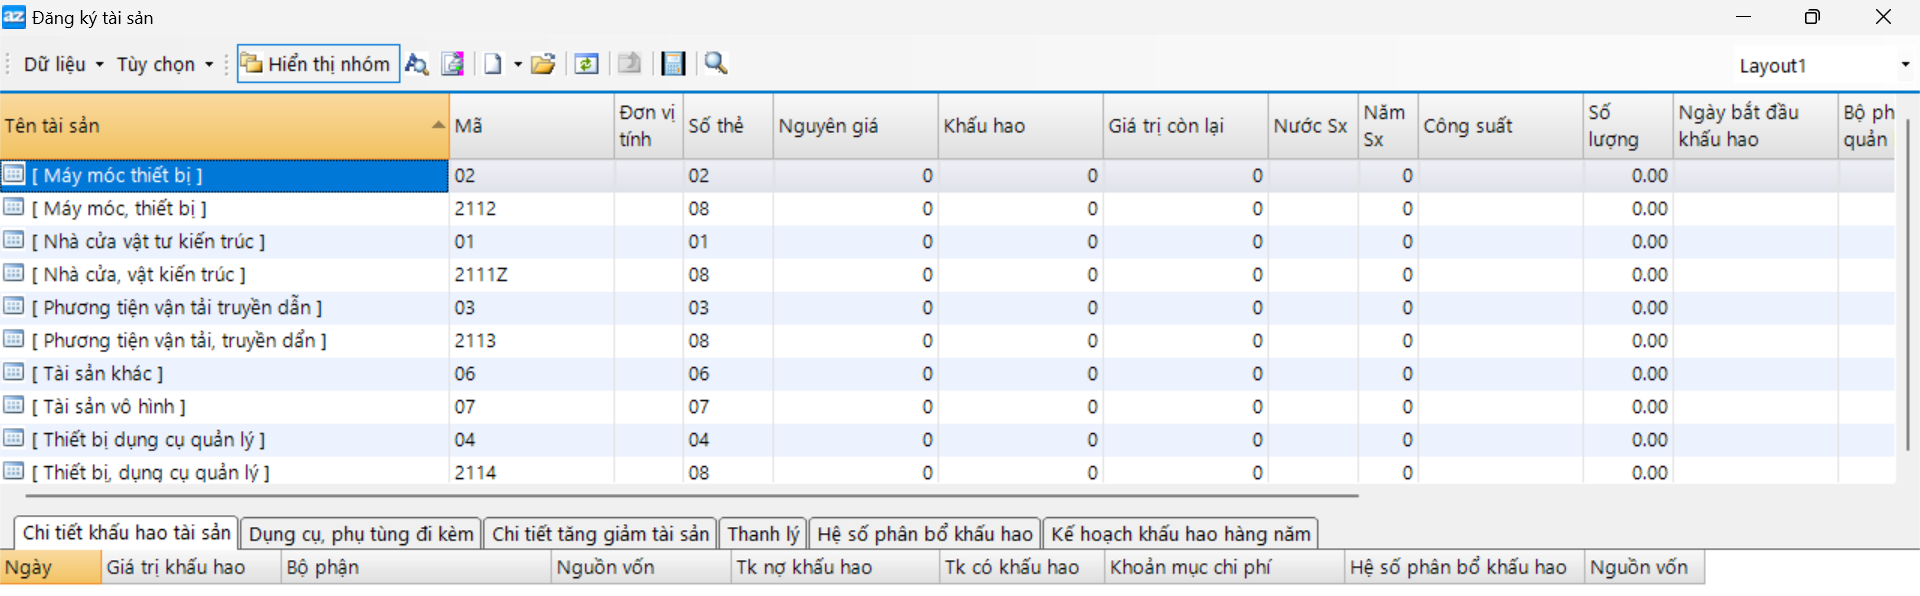 az Đăng ký tài sản
Dữ liệu Tùy chọn Hiển thị nhóm Layout1
Tên tài sản Mã Đơn vị tính Số thẻ Nguyên giá Khấu hao Giá trị còn lại Nước Sx Năm Sx Công suất Số lượng Ngày bắt đầu khấu hao Bộ ph quản
[ Máy móc thiết bị ] 02 02 0 0 0 0 0.00
[ Máy móc, thiết bị ] 2112 08 0 0 0 0 0.00
[ Nhà cửa vật tư kiến trúc ] 01 01 0 0 0 0 0.00
[ Nhà cửa, vật kiến trúc ] 2111Z 08 0 0 0 0 0.00
[ Phương tiện vận tải truyền dẫn ] 03 03 0 0 0 0 0.00
[ Phương tiện vận tải, truyền dẩn ] 2113 08 0 0 0 0 0.00
[ Tài sản khác ] 06 06 0 0 0 0 0.00
[ Tài sản vô hình ] 07 07 0 0 0 0 0.00
[ Thiết bị dụng cụ quản lý ] 04 04 0 0 0 0 0.00
[ Thiết bị, dụng cụ quản lý ] 2114 08 0 0 0 0 0.00
Chi tiết khấu hao tài sản Dụng cụ, phụ tùng đi kèm Chi tiết tăng giảm tài sản Thanh lý Hệ số phân bổ khấu hao Kế hoạch khấu hao hàng năm
Ngày Giá trị khấu hao Bộ phận Nguồn vốn Tk nợ khấu hao Tk có khấu hao Khoản mục chi phí Hệ số phân bổ khấu hao Nguồn vốn